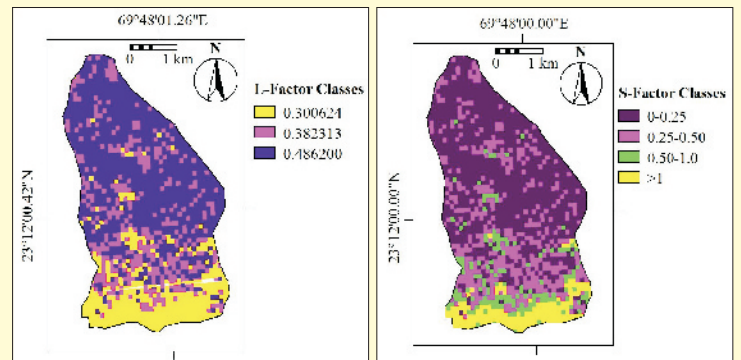 69°48'01.26"E
0 1 km
N
L-Factor Classes
0.300624
0.382313
0.486200
23°12'00.42"N
69°48'00.00"E
0 1 km
N
S-Factor Classes
0-0.25
0.25-0.50
0.50-1.0
>1
23°12'00.00"N